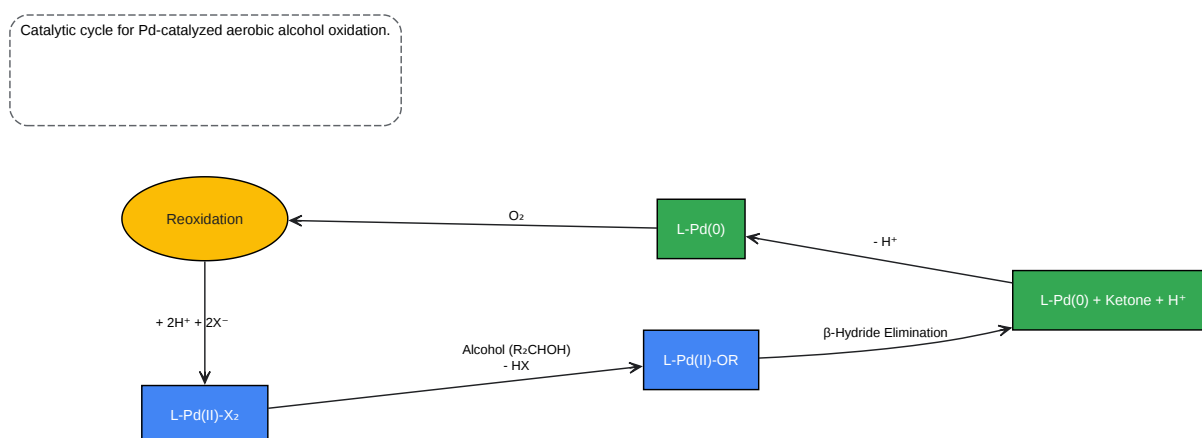 Catalytic cycle for Pd-catalyzed aerobic alcohol oxidation.
Reoxidation
O₂
L-Pd(0)
- H⁺
L-Pd(0) + Ketone + H⁺
+ 2H⁺ + 2X⁻
Alcohol (R₂CHOH)
- HX
L-Pd(II)-OR
β-Hydride Elimination
L-Pd(II)-X₂